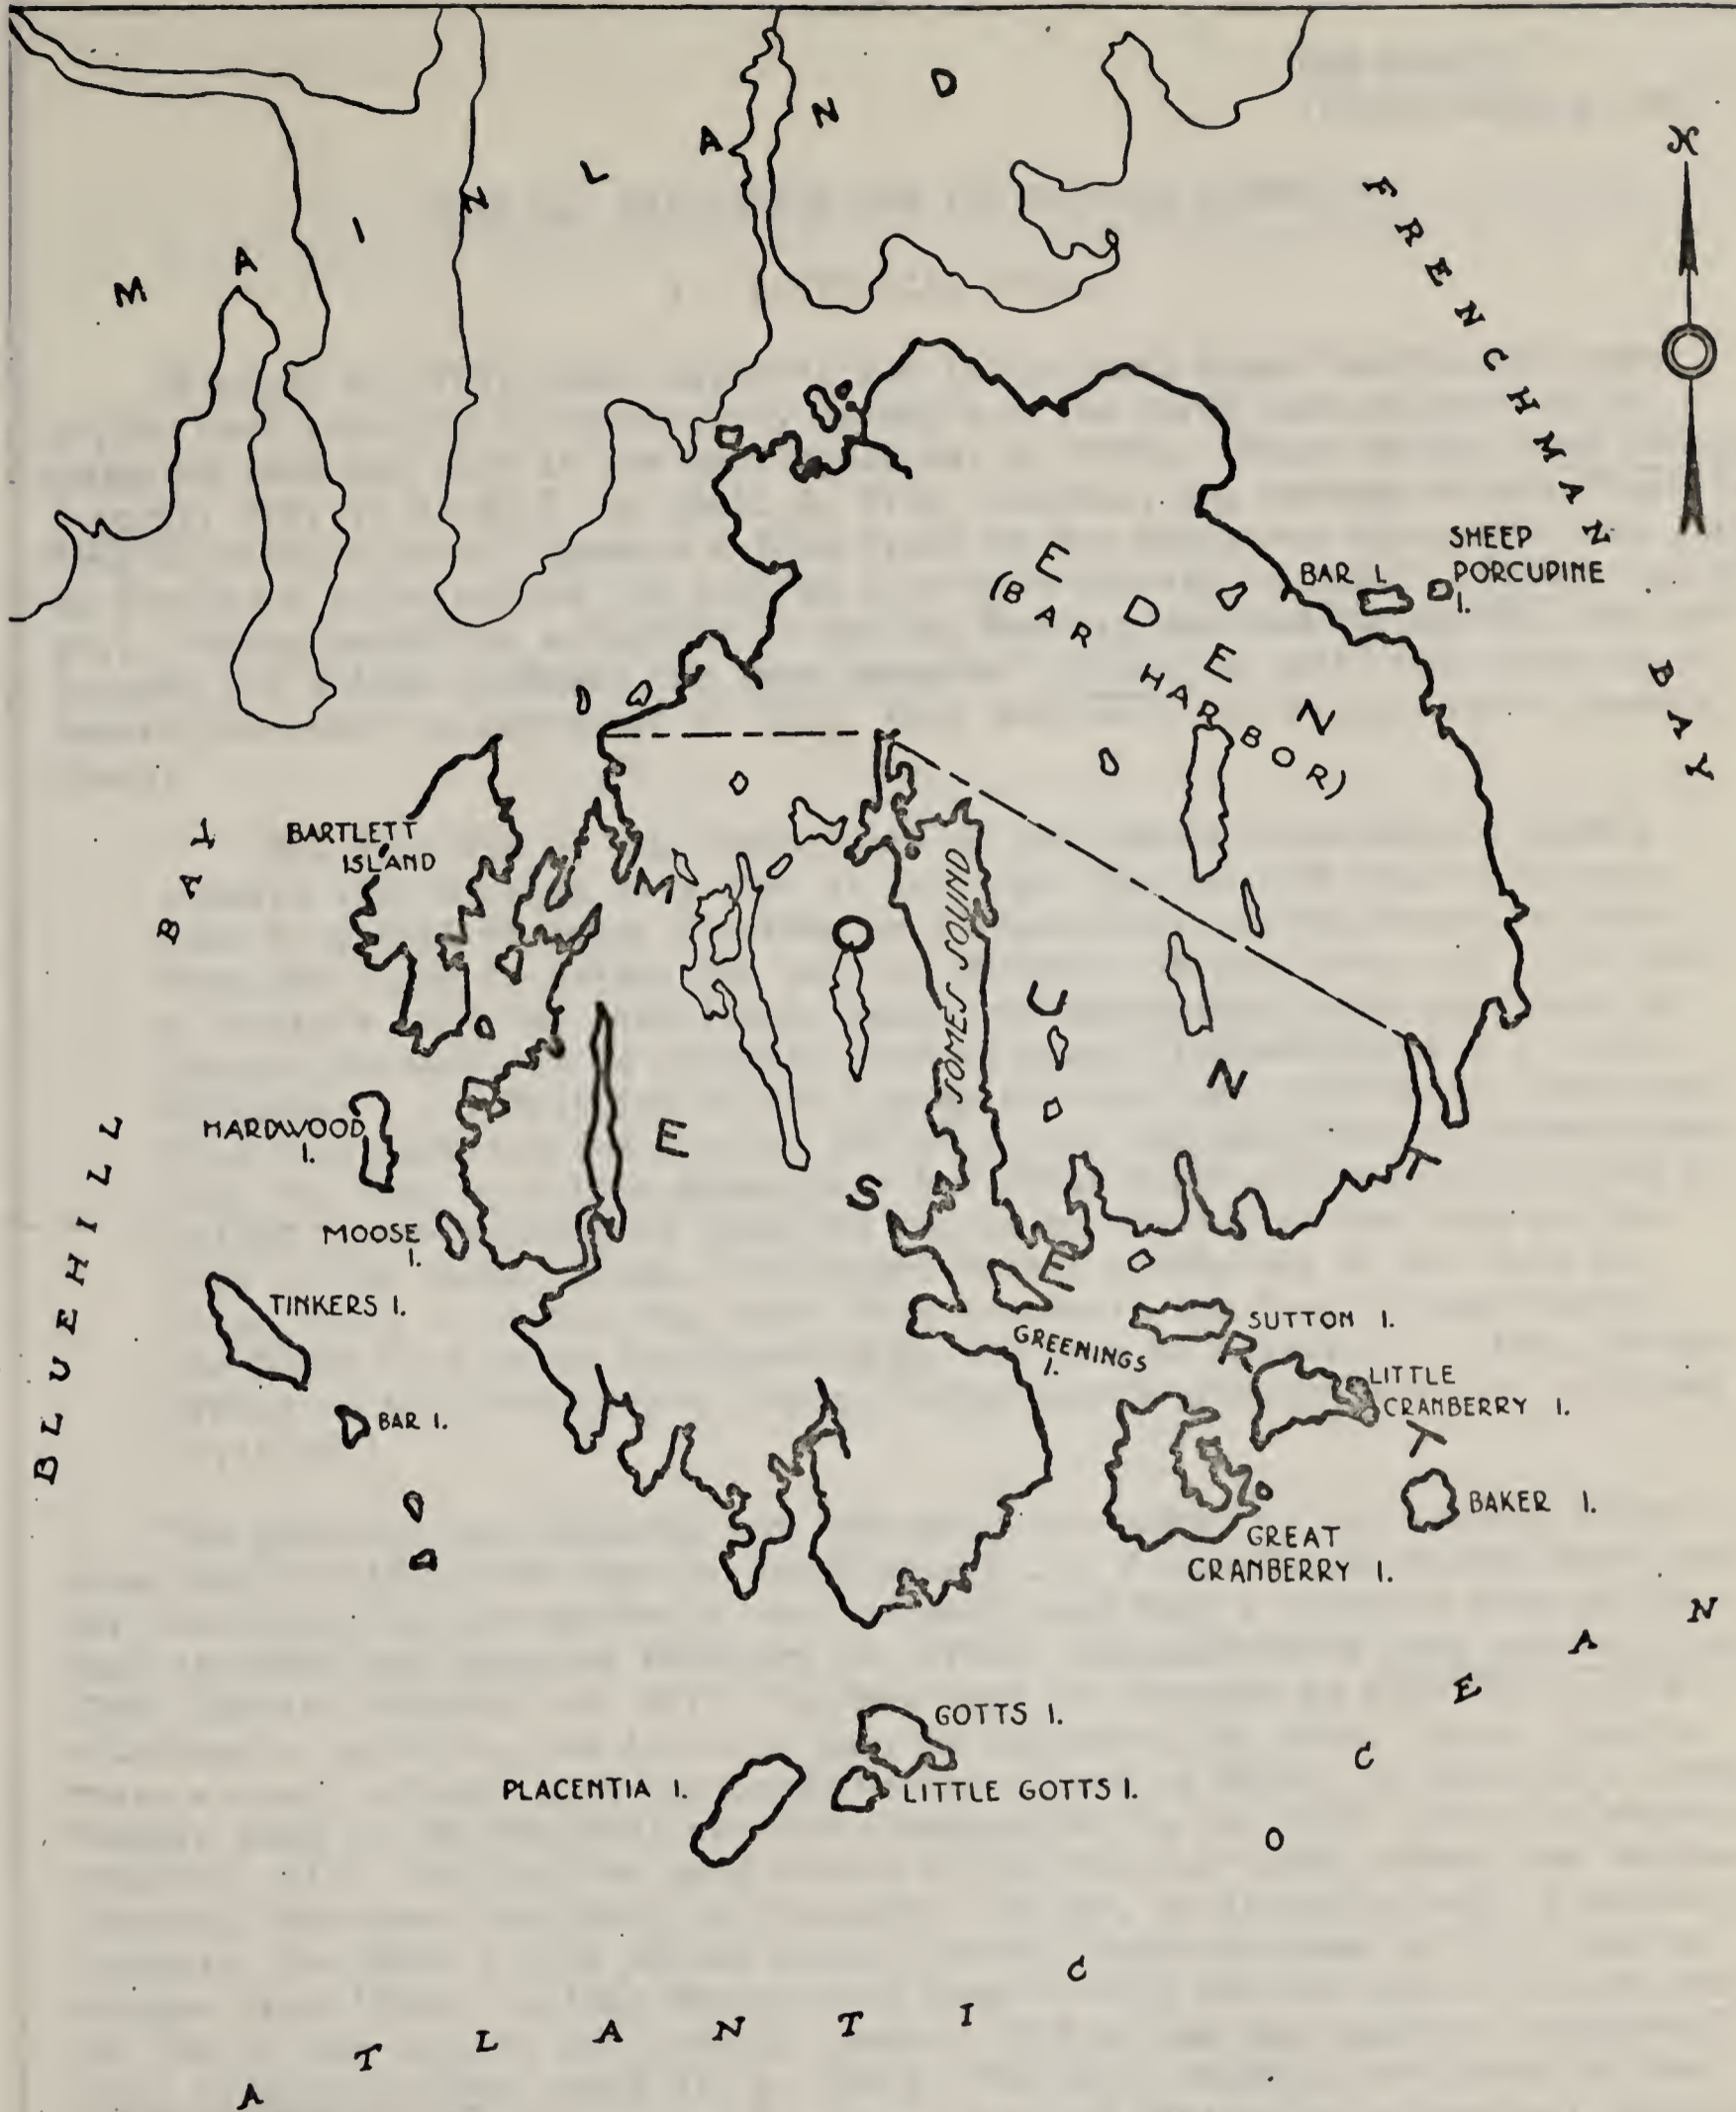 MAINLAND
N
FRENCHMAN BAY
SHEEP
PORCUPINE
I.
BAR I.
EDEN
(BAR HARBOR)
BARTLETT
ISLAND
MOUNT DESERT
SOMES SOUND
HARDWOOD
I.
MOOSE
I.
BLUEHILL BAY
TINKERS I.
BAR I.
GREENINGS
I.
SUTTON I.
LITTLE
CRANBERRY I.
BAKER I.
GREAT
CRANBERRY I.
GOTTS I.
PLACENTIA I.
LITTLE GOTTS I.
ATLANTIC OCEAN